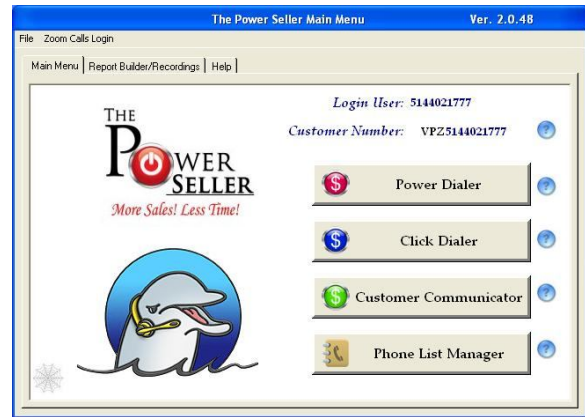 The Power Seller Main Menu Ver. 2.0.48
File Zoom Calls Login
Main Menu Report Builder/Recordings Help
Login User: 5144021777
Customer Number: VPZ5144021777 ?
THE
POWER
SELLER
More Sales! Less Time!
$ Power Dialer ?
$ Click Dialer ?
$ Customer Communicator ?
Phone List Manager ?